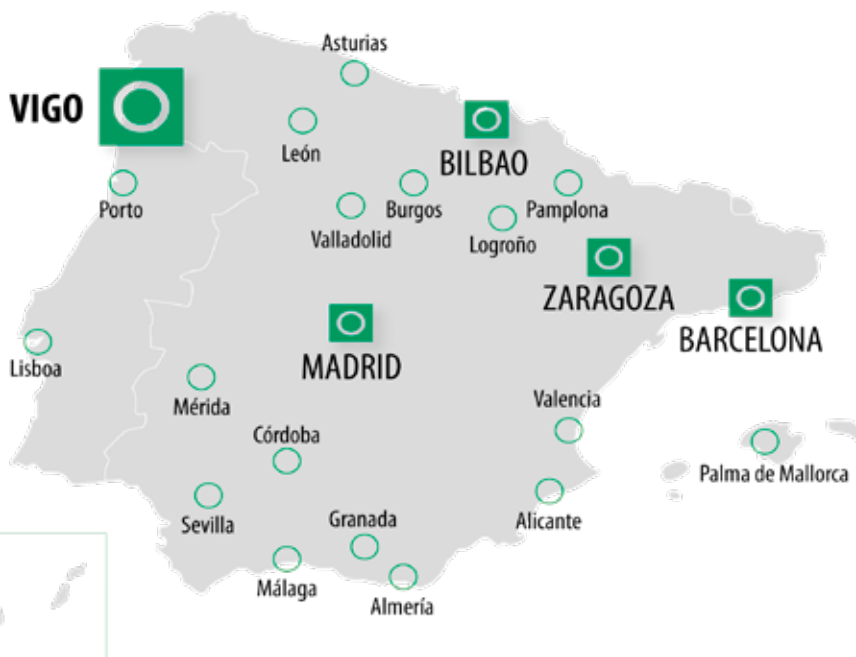 Asturias
VIGO
León
BILBAO
Porto
Burgos
Pamplona
Valladolid
Logroño
ZARAGOZA
BARCELONA
MADRID
Lisboa
Mérida
Valencia
Córdoba
Palma de Mallorca
Sevilla
Granada
Alicante
Málaga
Almería